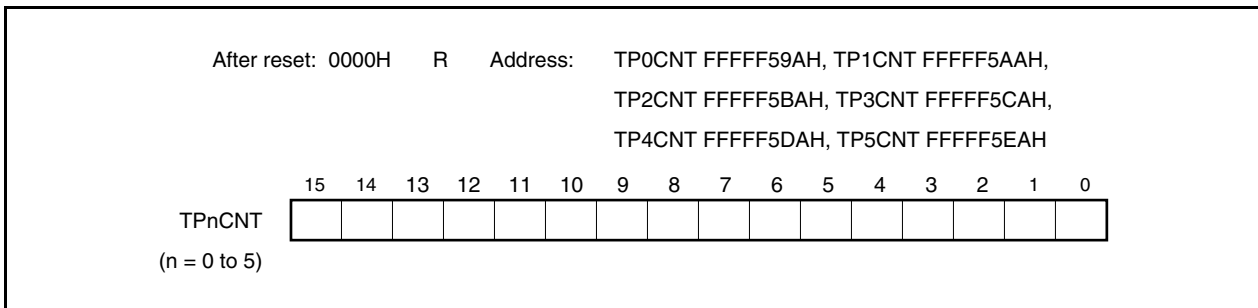 After reset: 0000H R Address: TP0CNT FFFFF59AH, TP1CNT FFFFF5AAH,
TP2CNT FFFFF5BAH, TP3CNT FFFFF5CAH,
TP4CNT FFFFF5DAH, TP5CNT FFFFF5EAH
15 14 13 12 11 10 9 8 7 6 5 4 3 2 1 0
TPnCNT
(n = 0 to 5)